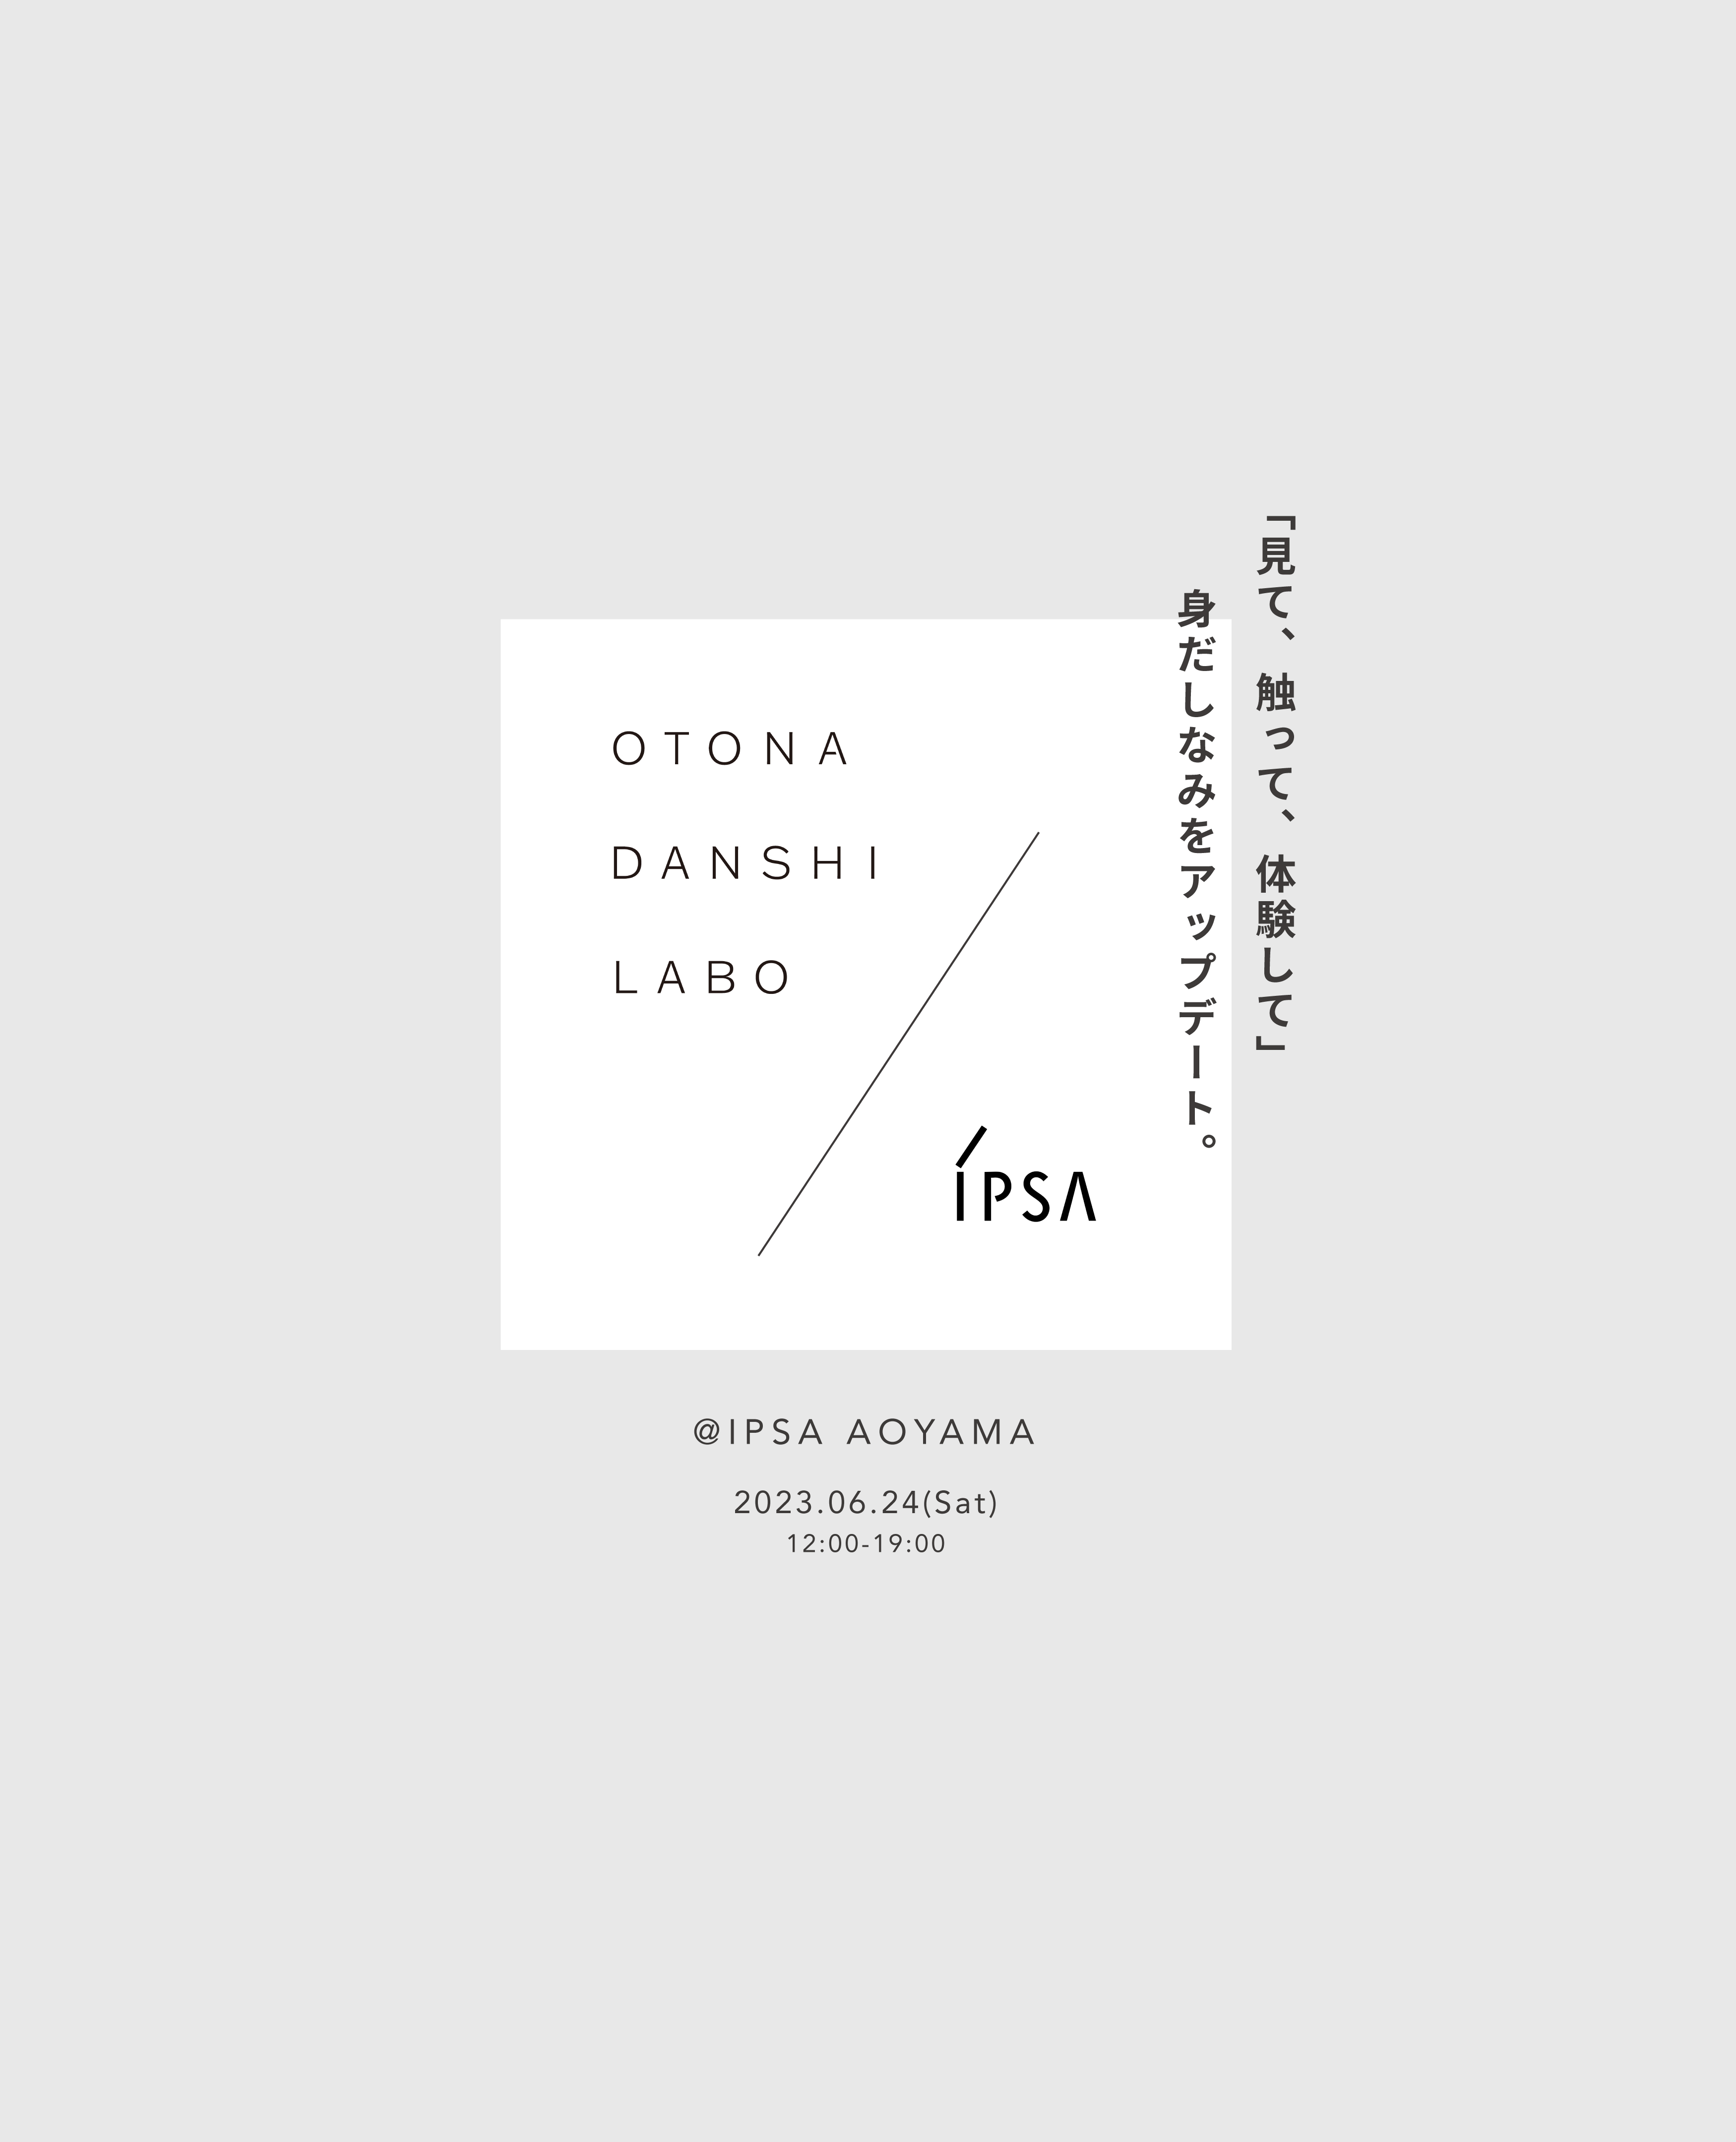 「見て、触って、体験して」
身だしなみをアップデート。
OTONA
DANSHI
LABO
IPSA
@IPSA AOYAMA
2023.06.24(Sat)
12:00-19:00